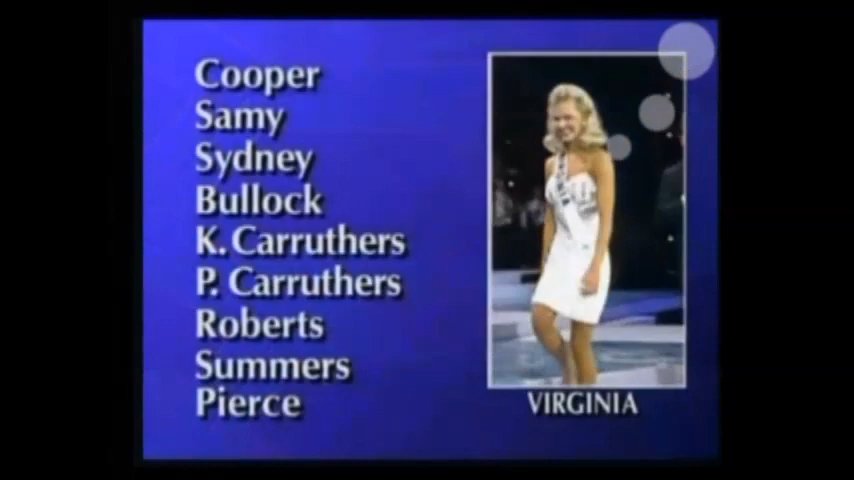 Cooper
Samy
Sydney
Bullock
K. Carruthers
P. Carruthers
Roberts
Summers
Pierce
VIRGINIA